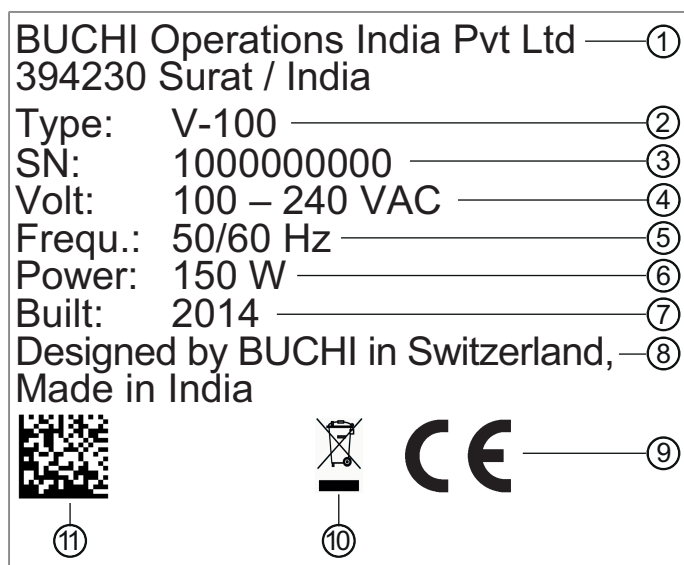 BUCHI Operations India Pvt Ltd ①
394230 Surat / India
Type: V-100 ②
SN: 1000000000 ③
Volt: 100 – 240 VAC ④
Frequ.: 50/60 Hz ⑤
Power: 150 W ⑥
Built: 2014 ⑦
Designed by BUCHI in Switzerland, ⑧
Made in India
CE ⑨
⑪ ⑩